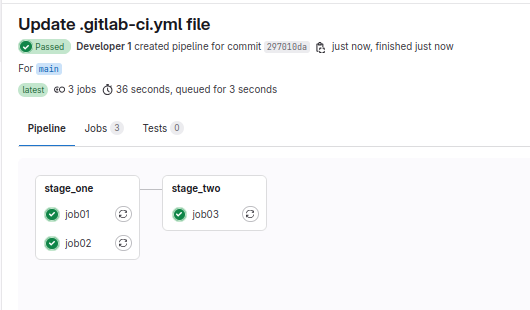 Update .gitlab-ci.yml file
Passed Developer 1 created pipeline for commit 297010da just now, finished just now
For main
latest 3 jobs 36 seconds, queued for 3 seconds
Pipeline Jobs 3 Tests 0
stage_one stage_two
job01 job03
job02